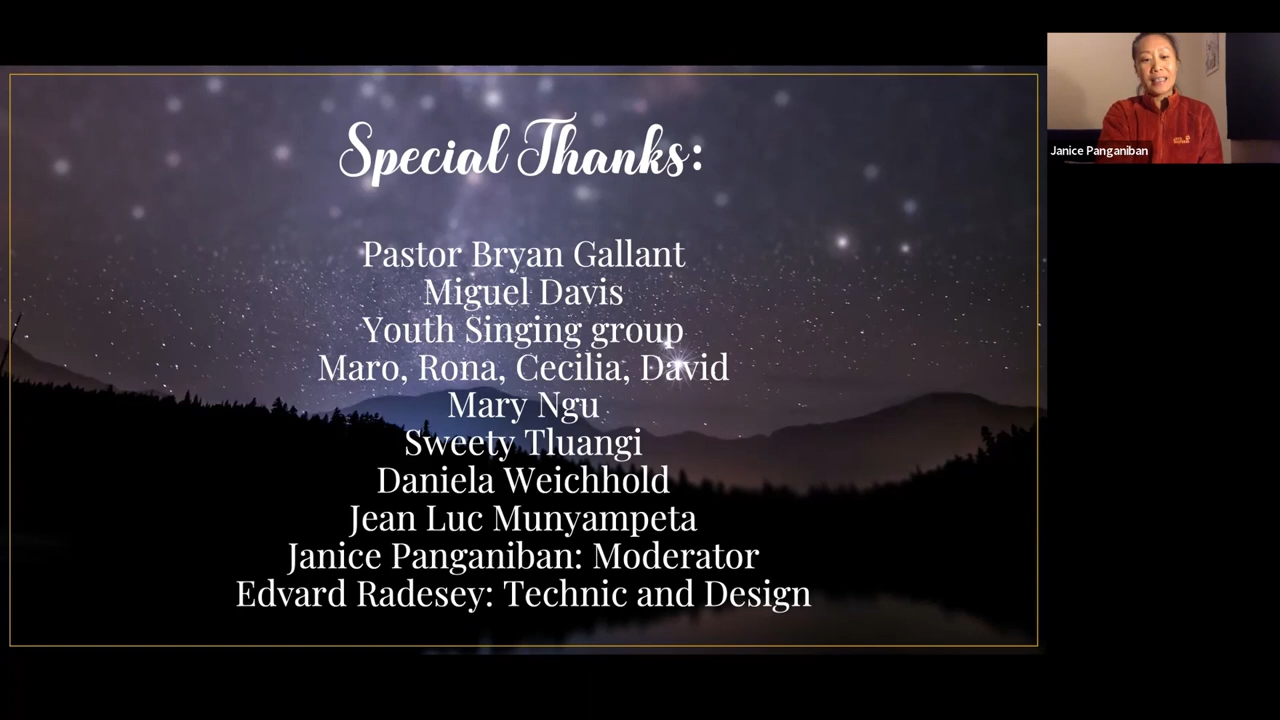 Special Thanks:
Pastor Bryan Gallant
Miguel Davis
Youth Singing group
Maro, Rona, Cecilia, David
Mary Ngu
Sweety Tluangi
Daniela Weichhold
Jean Luc Munyampeta
Janice Panganiban: Moderator
Edvard Radesey: Technic and Design
Janice Panganiban